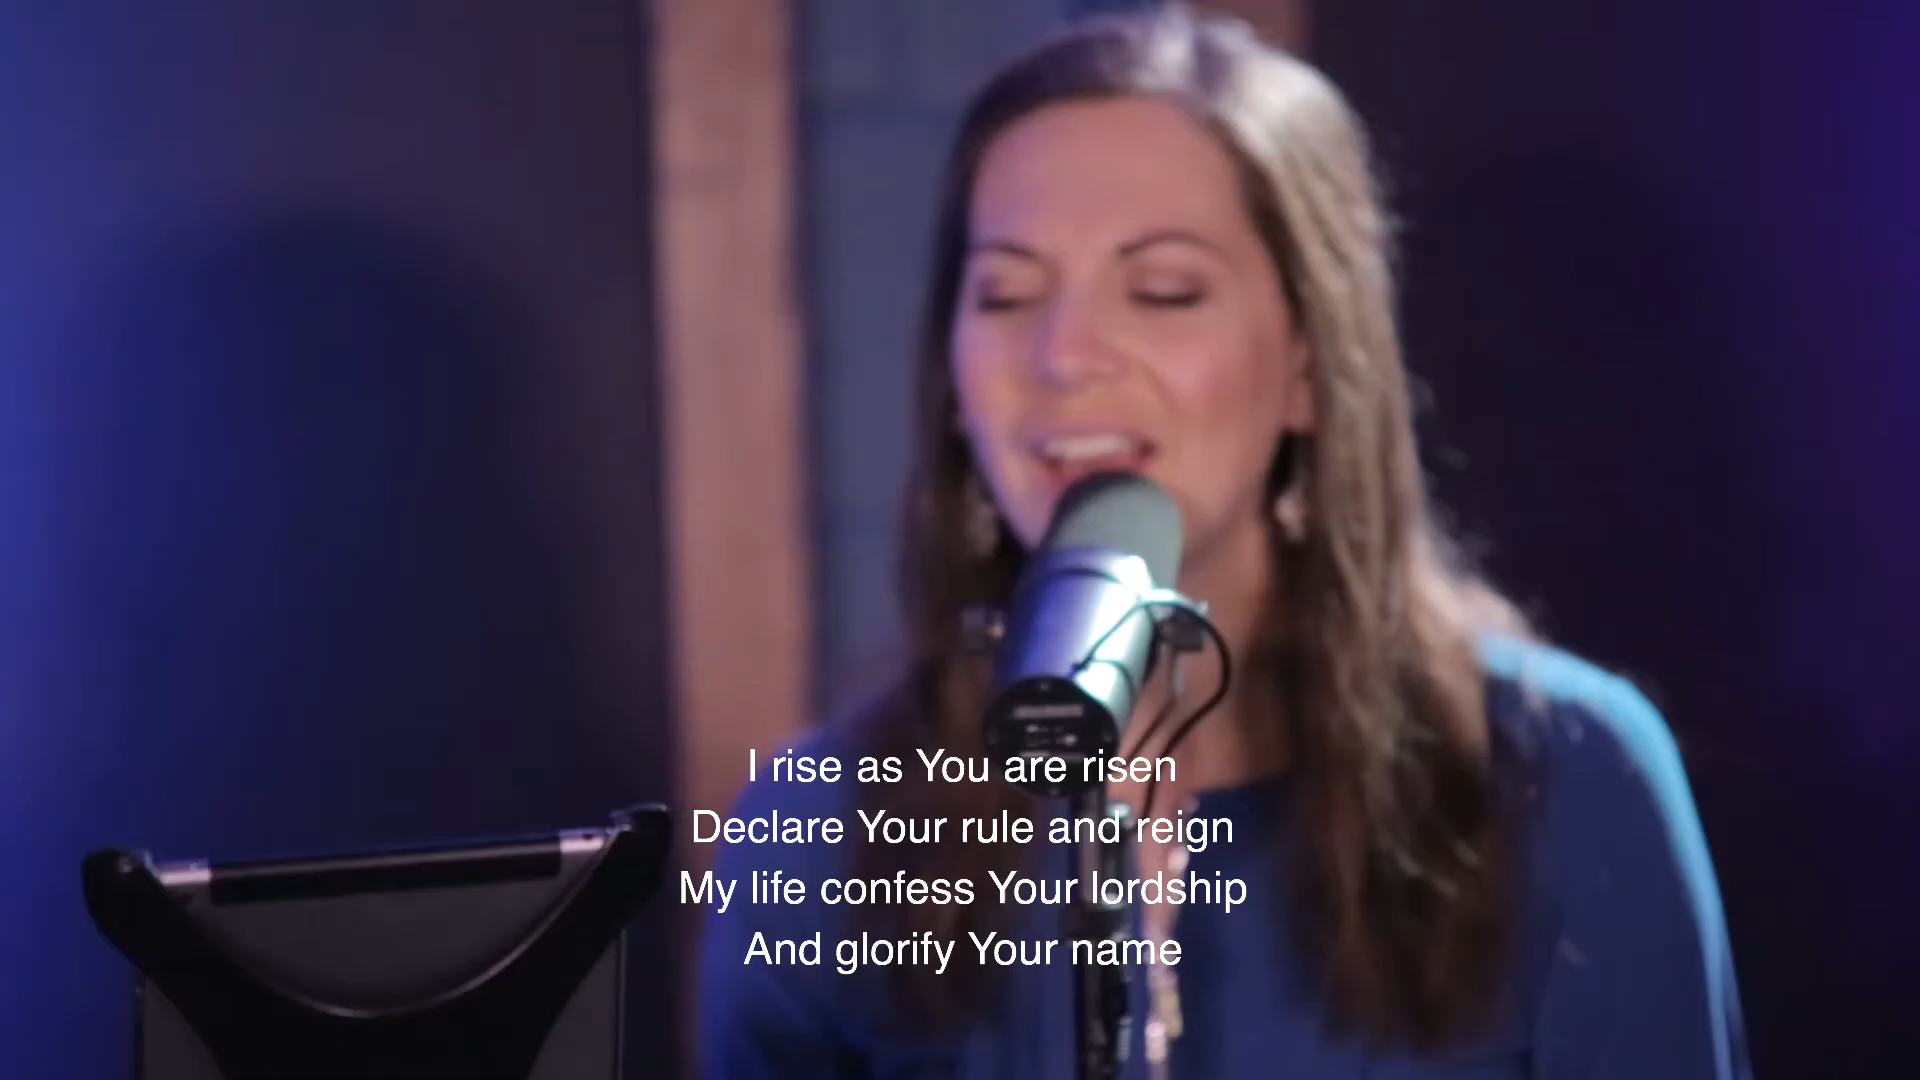 I rise as You are risen
Declare Your rule and reign
My life confess Your lordship
And glorify Your name